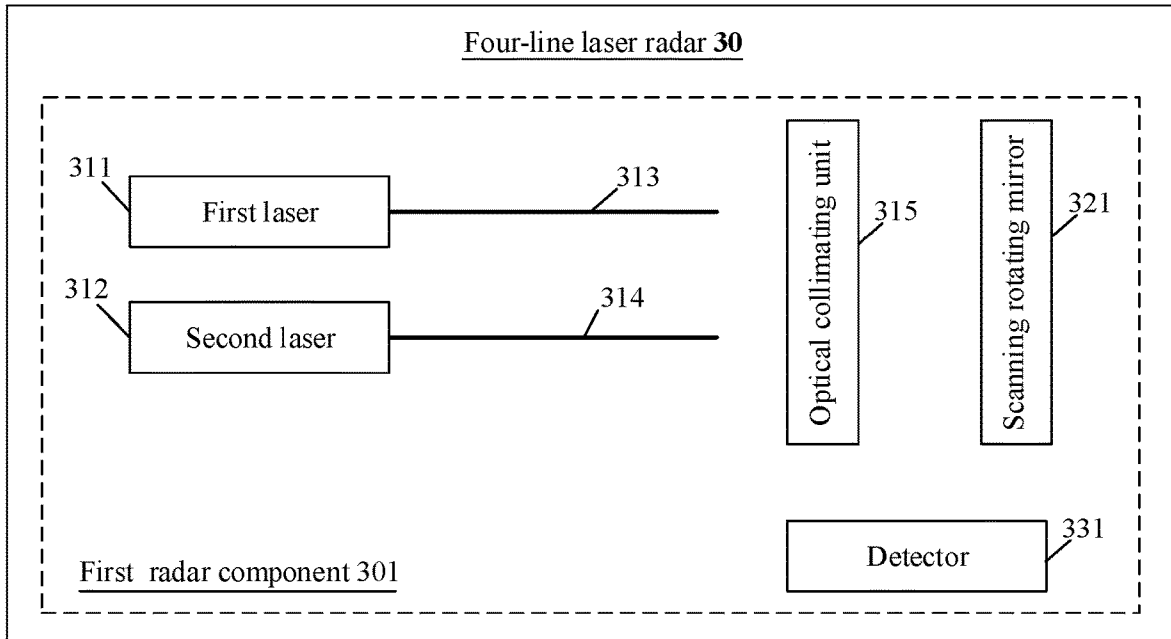 Four-line laser radar 30
311
First laser
313
315
321
312
Second laser
314
Optical collimating unit
Scanning rotating mirror
331
Detector
First radar component 301